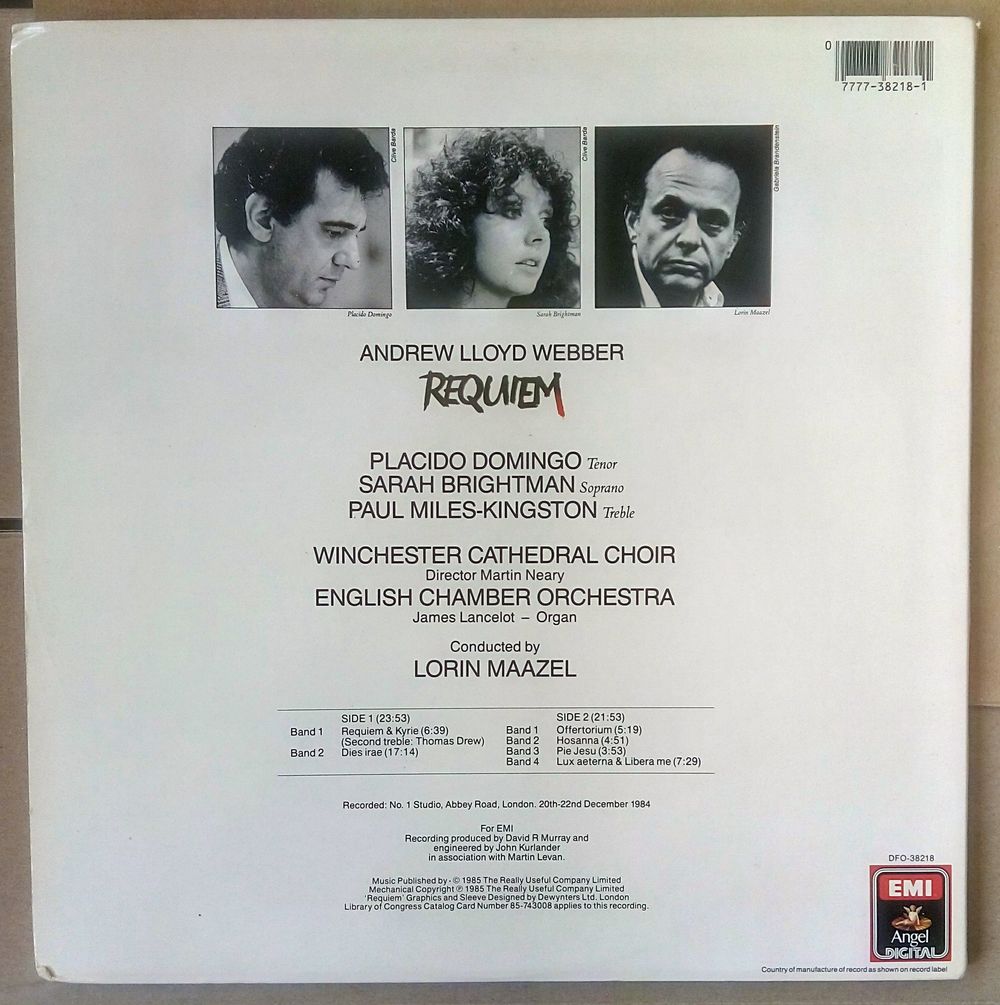 0
7777-38218-1
Clive Barda
Clive Barda
Gabriela Brandenstein
Placido Domingo
Sarah Brightman
Lorin Maazel
ANDREW LLOYD WEBBER
REQUIEM
PLACIDO DOMINGO Tenor
SARAH BRIGHTMAN Soprano
PAUL MILES-KINGSTON Treble
WINCHESTER CATHEDRAL CHOIR
Director Martin Neary
ENGLISH CHAMBER ORCHESTRA
James Lancelot – Organ
Conducted by
LORIN MAAZEL
SIDE 1 (23:53)
Band 1 Requiem & Kyrie (6:39)
(Second treble: Thomas Drew)
Band 2 Dies irae (17:14)
SIDE 2 (21:53)
Band 1 Offertorium (5:19)
Band 2 Hosanna (4:51)
Band 3 Pie Jesu (3:53)
Band 4 Lux aeterna & Libera me (7:29)
Recorded: No. 1 Studio, Abbey Road, London. 20th-22nd December 1984
For EMI
Recording produced by David R Murray and
engineered by John Kurlander
in association with Martin Levan.
Music Published by - © 1985 The Really Useful Company Limited
Mechanical Copyright ℗ 1985 The Really Useful Company Limited
'Requiem' Graphics and Sleeve Designed by Dewynters Ltd. London
Library of Congress Catalog Card Number 85-743008 applies to this recording.
DFO-38218
EMI
Angel
DIGITAL
Country of manufacture of record as shown on record label